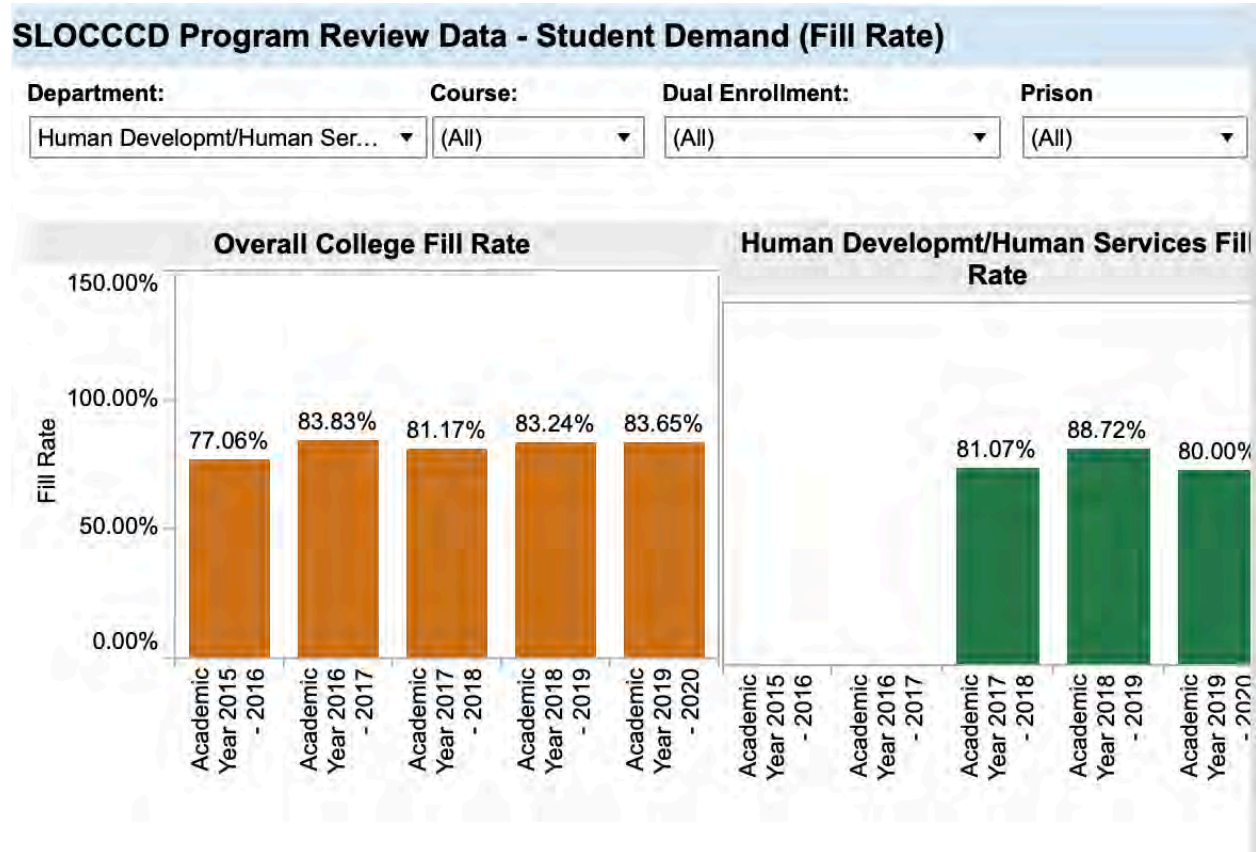 SLOCCCD Program Review Data - Student Demand (Fill Rate)
Department:
Course:
Dual Enrollment:
Prison
Human Developmt/Human Ser...
(All)
(All)
(All)
Overall College Fill Rate
Human Developmt/Human Services Fill
Rate
150.00%
100.00%
50.00%
0.00%
Fill Rate
77.06%
83.83%
81.17%
83.24%
83.65%
81.07%
88.72%
80.00%
Academic
Year 2015
- 2016
Academic
Year 2016
- 2017
Academic
Year 2017
- 2018
Academic
Year 2018
- 2019
Academic
Year 2019
- 2020
Academic
Year 2015
- 2016
Academic
Year 2016
- 2017
Academic
Year 2017
- 2018
Academic
Year 2018
- 2019
Academic
Year 2019
- 2020